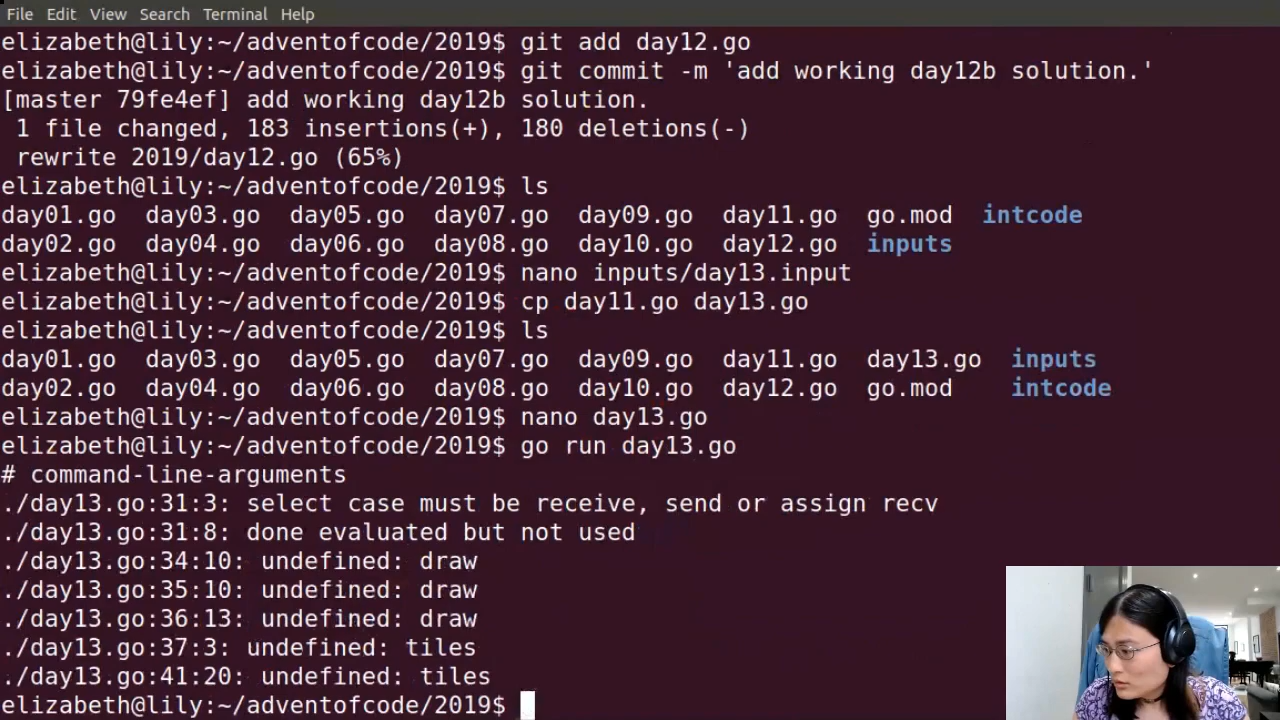 File Edit View Search Terminal Help
elizabeth@lily:~/adventofcode/2019$ git add day12.go
elizabeth@lily:~/adventofcode/2019$ git commit -m 'add working day12b solution.'
[master 79fe4ef] add working day12b solution.
 1 file changed, 183 insertions(+), 180 deletions(-)
 rewrite 2019/day12.go (65%)
elizabeth@lily:~/adventofcode/2019$ ls
day01.go  day03.go  day05.go  day07.go  day09.go  day11.go  go.mod  intcode
day02.go  day04.go  day06.go  day08.go  day10.go  day12.go  inputs
elizabeth@lily:~/adventofcode/2019$ nano inputs/day13.input
elizabeth@lily:~/adventofcode/2019$ cp day11.go day13.go
elizabeth@lily:~/adventofcode/2019$ ls
day01.go  day03.go  day05.go  day07.go  day09.go  day11.go  day13.go  inputs
day02.go  day04.go  day06.go  day08.go  day10.go  day12.go  go.mod    intcode
elizabeth@lily:~/adventofcode/2019$ nano day13.go
elizabeth@lily:~/adventofcode/2019$ go run day13.go
# command-line-arguments
./day13.go:31:3: select case must be receive, send or assign recv
./day13.go:31:8: done evaluated but not used
./day13.go:34:10: undefined: draw
./day13.go:35:10: undefined: draw
./day13.go:36:13: undefined: draw
./day13.go:37:3: undefined: tiles
./day13.go:41:20: undefined: tiles
elizabeth@lily:~/adventofcode/2019$